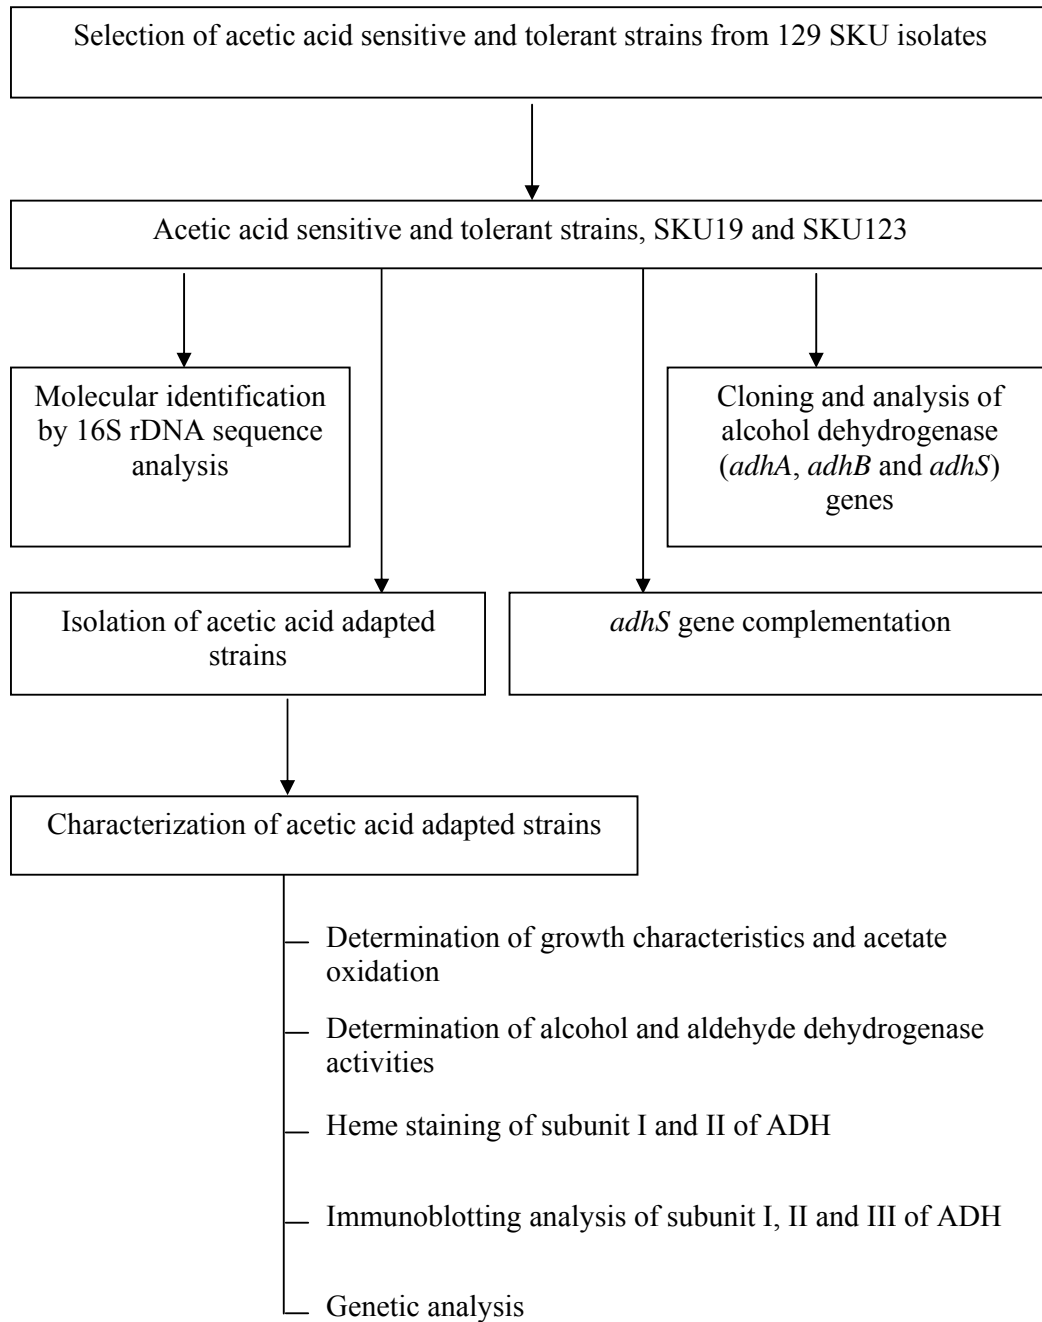 Selection of acetic acid sensitive and tolerant strains from 129 SKU isolates
Acetic acid sensitive and tolerant strains, SKU19 and SKU123
Molecular identification
by 16S rDNA sequence
analysis
Cloning and analysis of
alcohol dehydrogenase
(adhA, adhB and adhS)
genes
Isolation of acetic acid adapted
strains
adhS gene complementation
Characterization of acetic acid adapted strains
Determination of growth characteristics and acetate
oxidation
Determination of alcohol and aldehyde dehydrogenase
activities
Heme staining of subunit I and II of ADH
Immunoblotting analysis of subunit I, II and III of ADH
Genetic analysis